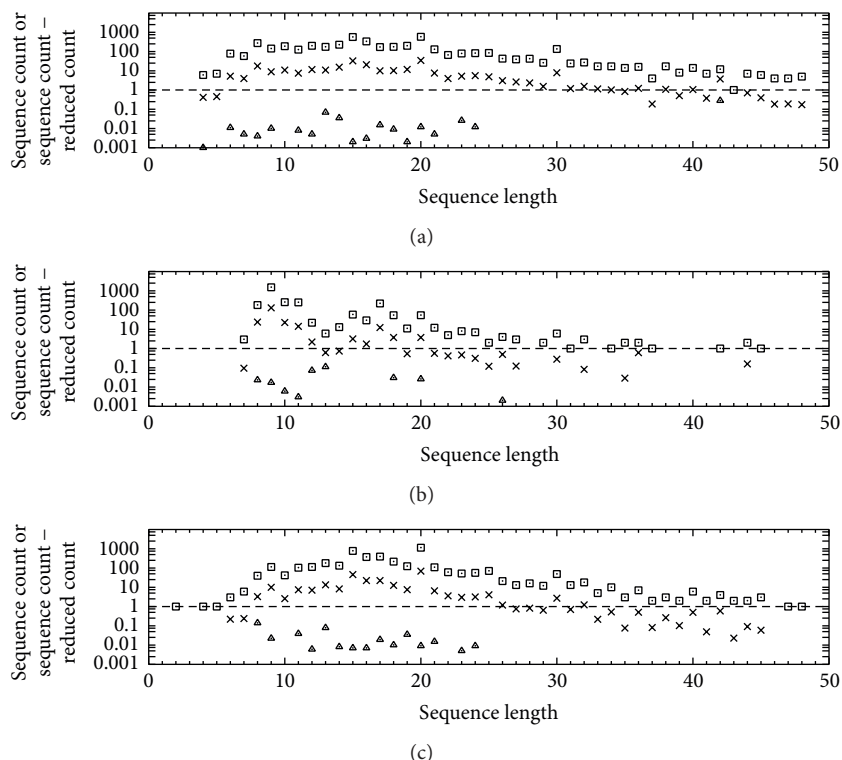 Sequence count or
sequence count –
reduced count
1000
100
10
1
0.1
0.01
0.001
0 10 20 30 40 50
Sequence length
(a)
Sequence count or
sequence count –
reduced count
1000
100
10
1
0.1
0.01
0.001
0 10 20 30 40 50
Sequence length
(b)
Sequence count or
sequence count –
reduced count
1000
100
10
1
0.1
0.01
0.001
0 10 20 30 40 50
Sequence length
(c)